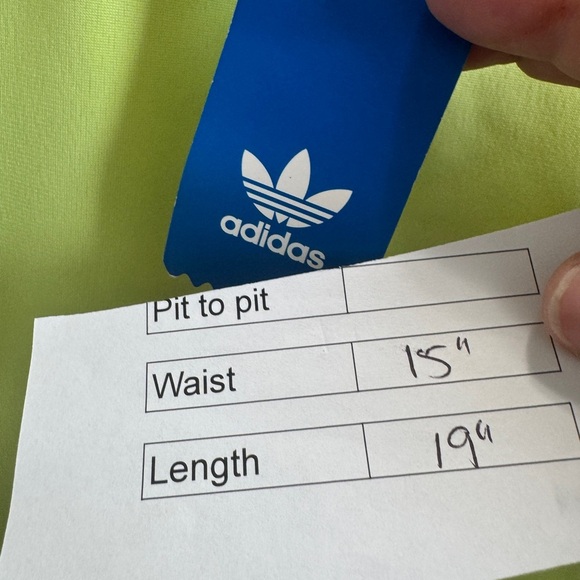 adidas
Pit to pit
Waist 15"
Length 19"